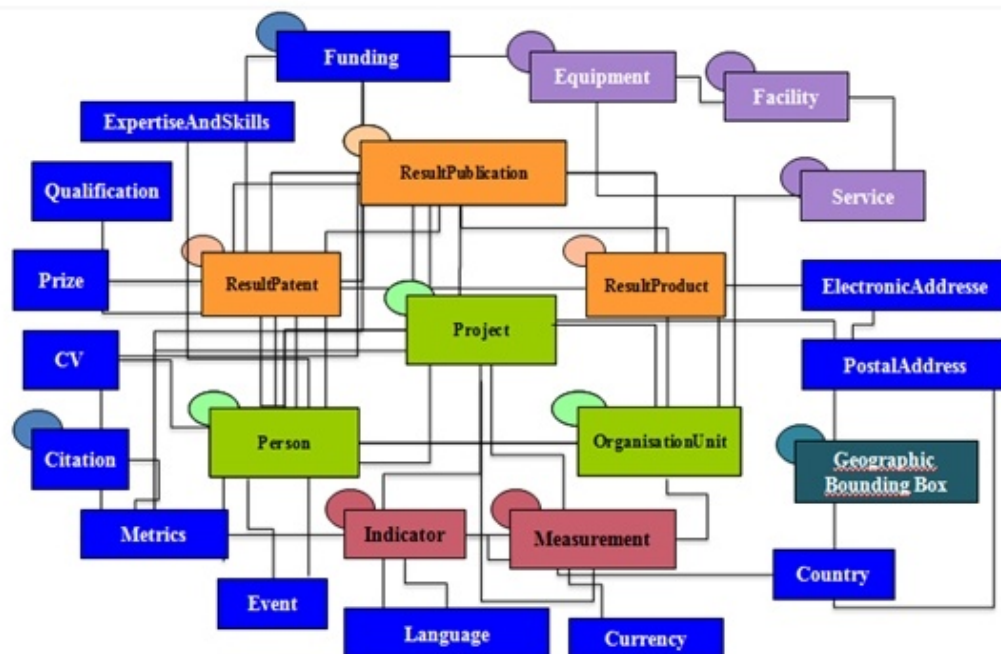 Funding
Equipment
Facility
ExpertiseAndSkills
ResultPublication
Qualification
Service
Prize
ResultPatent
ResultProduct
ElectronicAddresse
Project
CV
PostalAddress
Person
OrganisationUnit
Citation
Geographic
Bounding Box
Metrics
Indicator
Measurement
Country
Event
Language
Currency